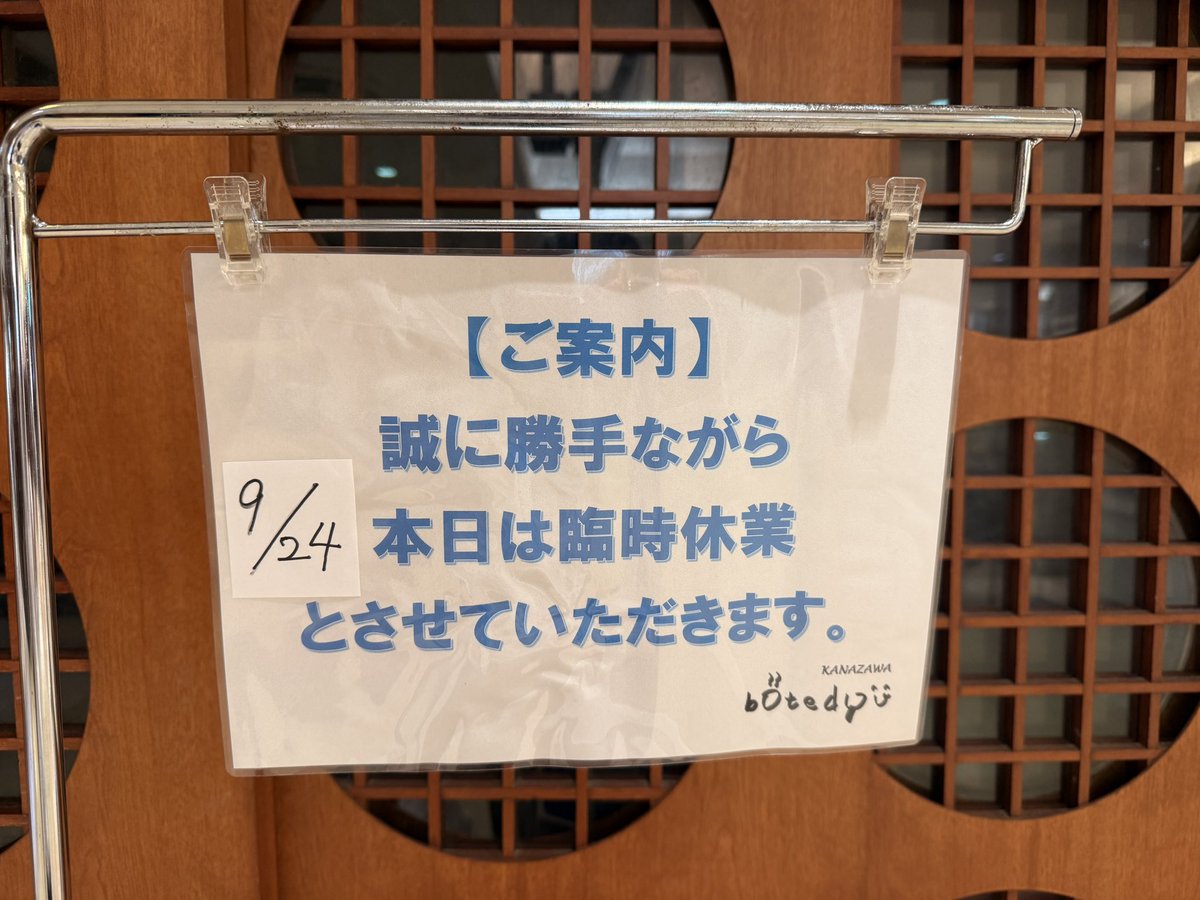 【ご案内】
誠に勝手ながら
9/24
本日は臨時休業
とさせていただきます。
KANAZAWA
bötedyü